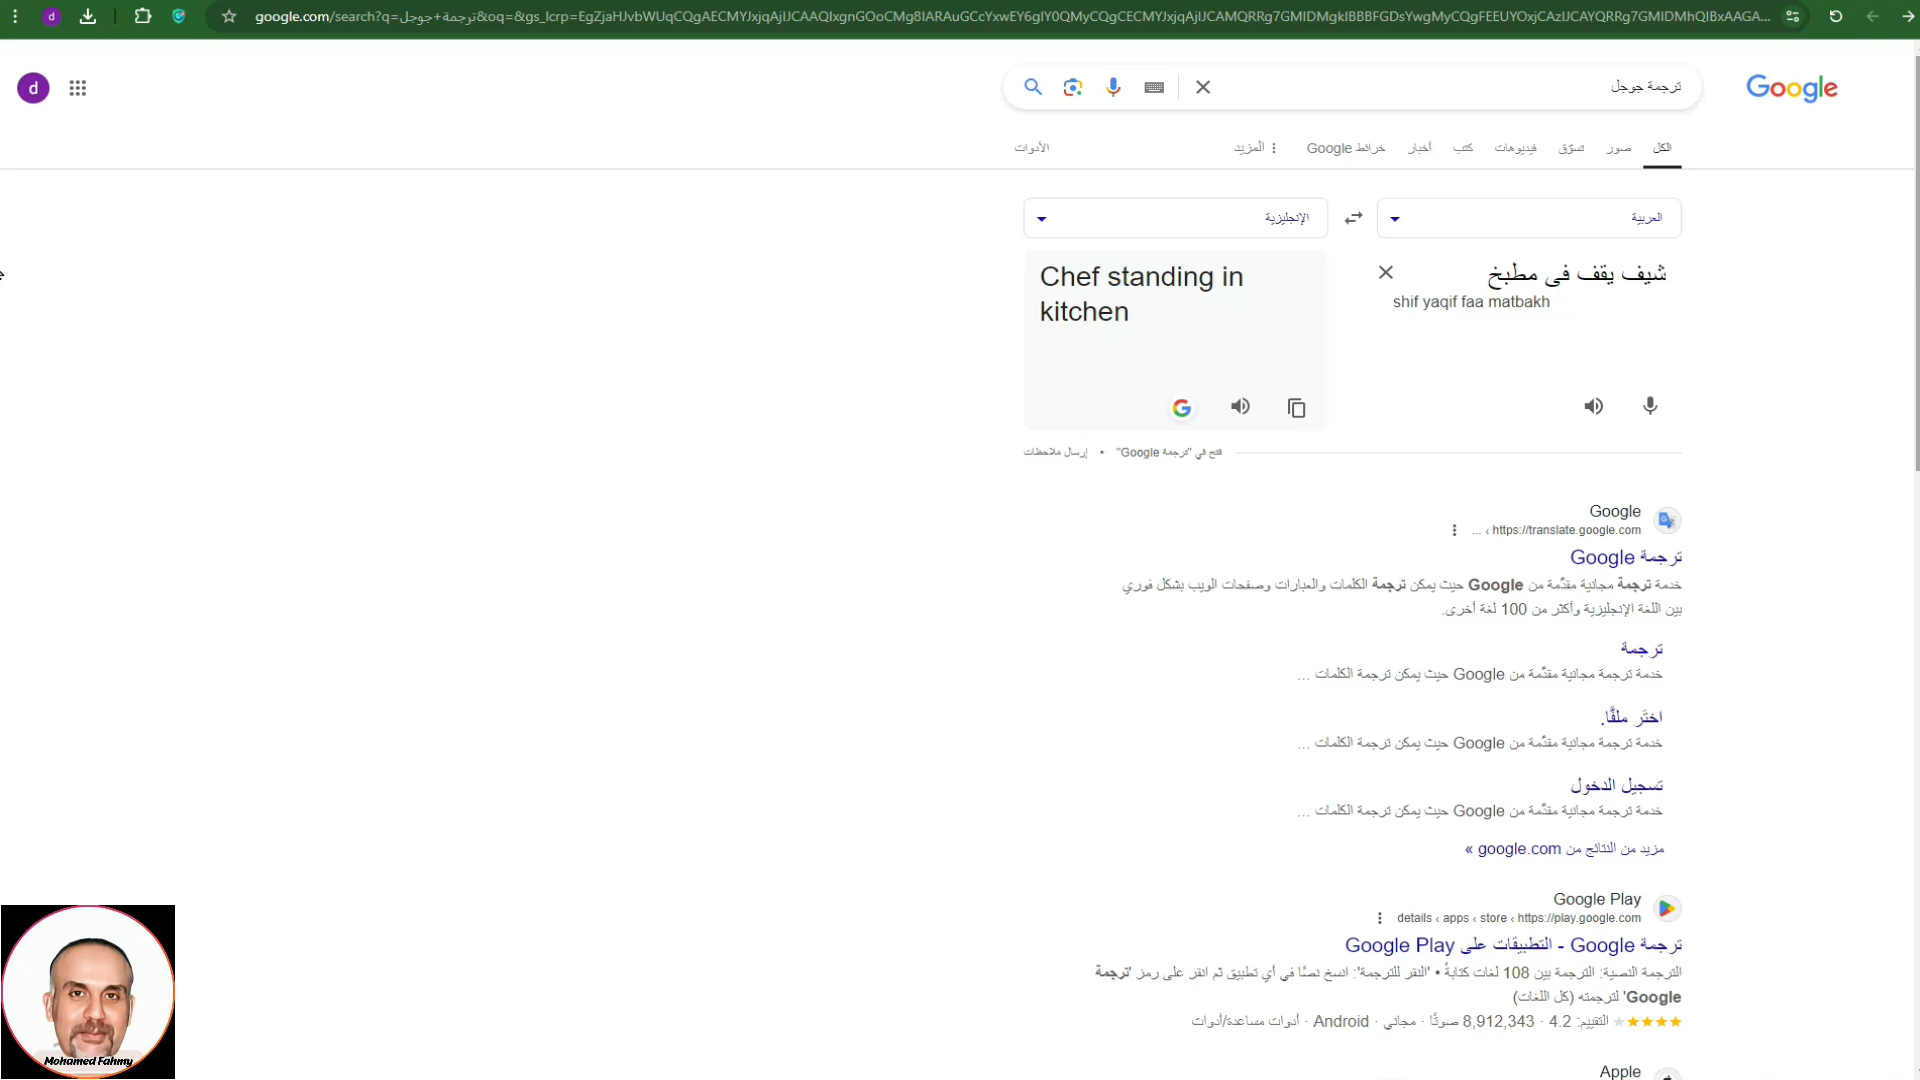 google.com/search?q=ترجمة+جوجل&oq=&gs_lcrp=
d
ترجمة جوجل
Google
الكل
صور
تسوّق
فيديوهات
كتب
أخبار
خرائط Google
المزيد
الأدوات
العربية
الإنجليزية
شيف يقف فى مطبخ
shif yaqif faa matbakh
Chef standing in
kitchen
فتح في "ترجمة Google" • إرسال ملاحظات
Google
https://translate.google.com › ...
ترجمة Google
خدمة ترجمة مجانية مقدَّمة من Google حيث يمكن ترجمة الكلمات والعبارات وصفحات الويب بشكل فوري
بين اللغة الإنجليزية وأكثر من 100 لغة أخرى.
ترجمة
خدمة ترجمة مجانية مقدَّمة من Google حيث يمكن ترجمة الكلمات ...
اختَر ملفًّا.
خدمة ترجمة مجانية مقدَّمة من Google حيث يمكن ترجمة الكلمات ...
تسجيل الدخول
خدمة ترجمة مجانية مقدَّمة من Google حيث يمكن ترجمة الكلمات ...
مزيد من النتائج من google.com »
Google Play
https://play.google.com › store › apps › details
ترجمة Google - التطبيقات على Google Play
الترجمة النصية: الترجمة بين 108 لغات كتابةً • 'النقر للترجمة': انسخ نصًا في أي تطبيق ثم انقر على رمز 'ترجمة
Google' لترجمته (كل اللغات)
التقييم: 4.2 · 8,912,343 صوتًا · مجاني · Android · أدوات مساعدة/أدوات
Apple
Mohamed Fahmy